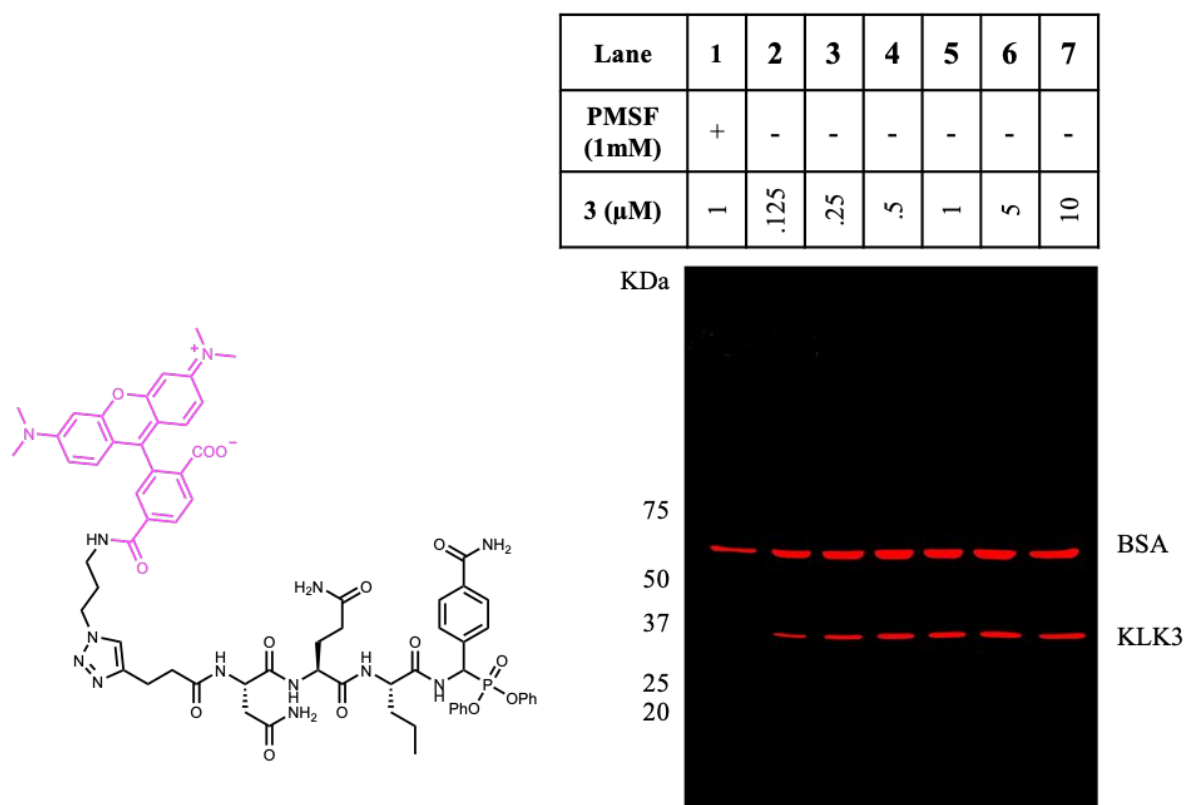 Lane 1 2 3 4 5 6 7
PMSF (1mM) + - - - - - -
3 (µM) 1 .125 .25 .5 1 5 10
KDa
75
BSA
50
37
KLK3
25
20
N
+
N
O
N
COO⁻
HN
O
O
NH₂
H₂N
O
N
N
N
O
H
N
O
N
H
O
NH₂
O
O
H
N
O
N
H
O
P
PhO
OPh